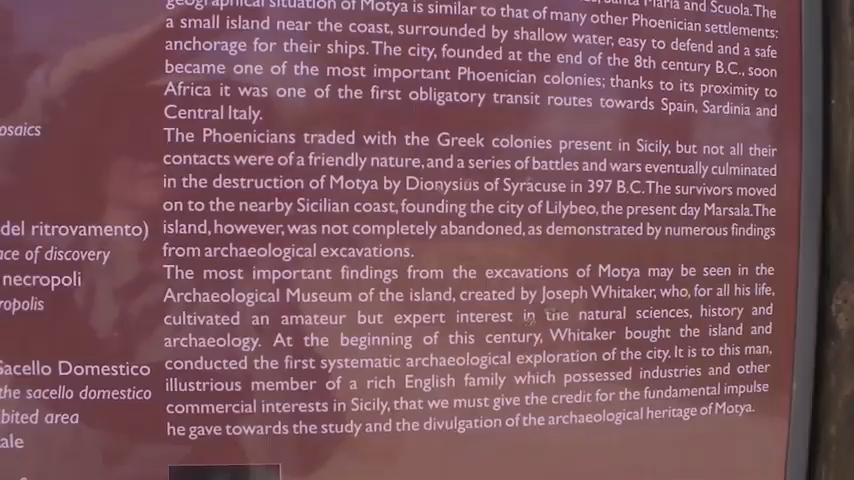 geographical situation of Motya is similar to that of many other Phoenician settlements:
Maria and Scuola. The
a small island near the coast, surrounded by shallow water, easy to defend and a safe
anchorage for their ships. The city, founded at the end of the 8th century B.C., soon
became one of the most important Phoenician colonies; thanks to its proximity to
Africa it was one of the first obligatory transit routes towards Spain, Sardinia and
Central Italy.
The Phoenicians traded with the Greek colonies present in Sicily, but not all their
contacts were of a friendly nature, and a series of battles and wars eventually culminated
in the destruction of Motya by Dionysius of Syracuse in 397 B.C. The survivors moved
on to the nearby Sicilian coast, founding the city of Lilybeo, the present day Marsala. The
island, however, was not completely abandoned, as demonstrated by numerous findings
from archaeological excavations.
The most important findings from the excavations of Motya may be seen in the
Archaeological Museum of the island, created by Joseph Whitaker, who, for all his life,
cultivated an amateur but expert interest in the natural sciences, history and
archaeology. At the beginning of this century, Whitaker bought the island and
conducted the first systematic archaeological exploration of the city. It is to this man,
illustrious member of a rich English family which possessed industries and other
commercial interests in Sicily, that we must give the credit for the fundamental impulse
he gave towards the study and the divulgation of the archaeological heritage of Motya.
osaics
del ritrovamento)
ace of discovery
necropoli
ropolis
Sacello Domestico
the sacello domestico
bited area
ale